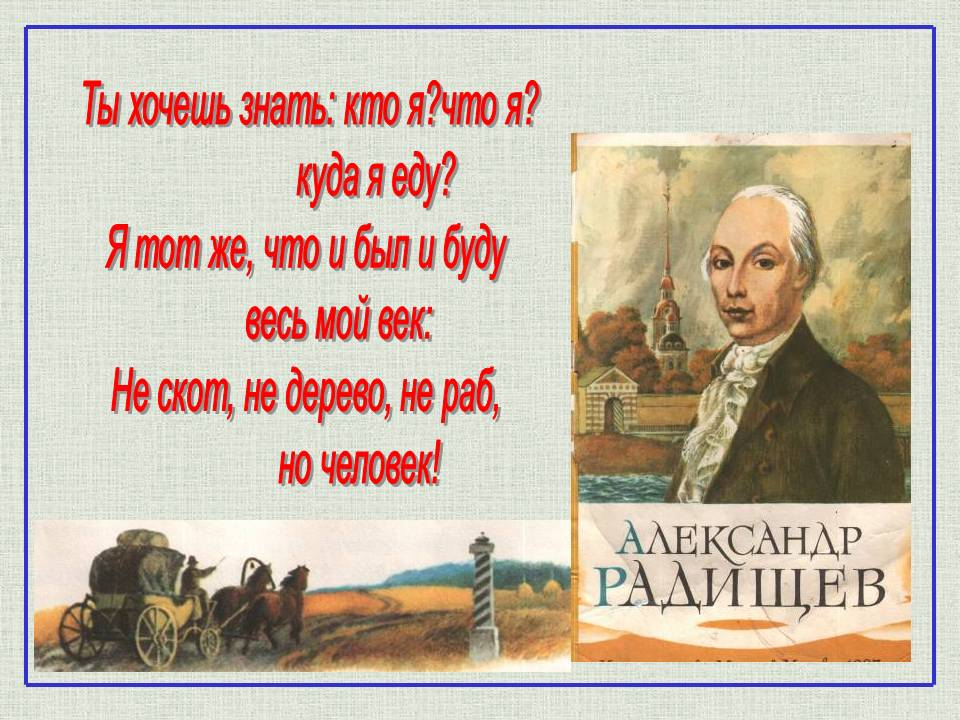 Ты хочешь знать: кто я?что я?
куда я еду?
Я тот же, что и был и буду
весь мой век:
Не скот, не дерево, не раб,
но человек!
АЛЕКСАНДР
РАДИЩЕВ